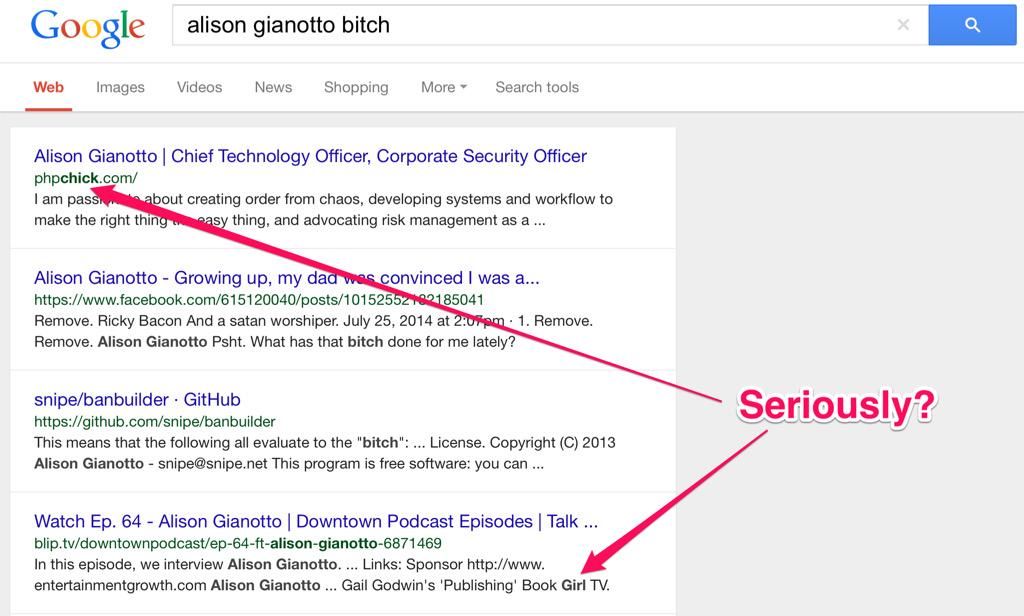 Google
alison gianotto bitch
Web Images Videos News Shopping More Search tools
Alison Gianotto | Chief Technology Officer, Corporate Security Officer
phpchick.com/
I am passionate about creating order from chaos, developing systems and workflow to
make the right thing the easy thing, and advocating risk management as a ...
Alison Gianotto - Growing up, my dad was convinced I was a...
https://www.facebook.com/615120040/posts/10152552182185041
Remove. Ricky Bacon And a satan worshiper. July 25, 2014 at 2:07pm · 1. Remove.
Remove. Alison Gianotto Psht. What has that bitch done for me lately?
Seriously?
snipe/banbuilder · GitHub
https://github.com/snipe/banbuilder
This means that the following all evaluate to the "bitch": ... License. Copyright (C) 2013
Alison Gianotto - snipe@snipe.net This program is free software: you can ...
Watch Ep. 64 - Alison Gianotto | Downtown Podcast Episodes | Talk ...
blip.tv/downtownpodcast/ep-64-ft-alison-gianotto-6871469
In this episode, we interview Alison Gianotto. ... Links: Sponsor http://www.
entertainmentgrowth.com Alison Gianotto ... Gail Godwin's 'Publishing' Book Girl TV.